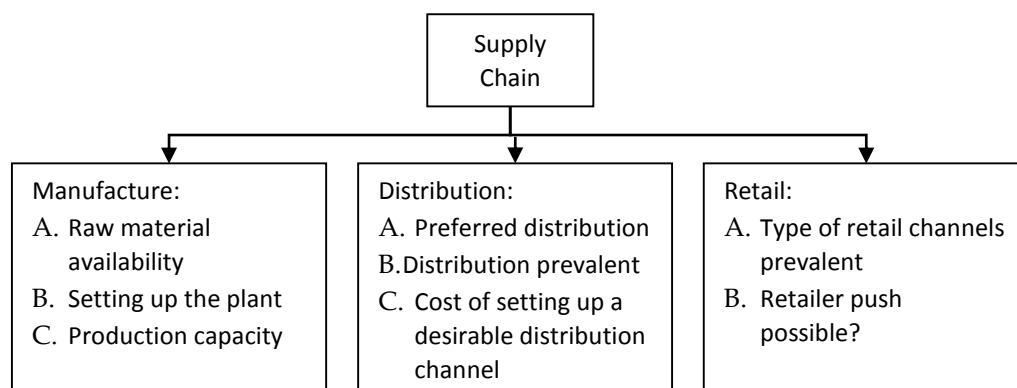 Supply
Chain
Manufacture:
A. Raw material
availability
B. Setting up the plant
C. Production capacity
Distribution:
A. Preferred distribution
B.Distribution prevalent
C. Cost of setting up a
desirable distribution
channel
Retail:
A. Type of retail channels
prevalent
B. Retailer push
possible?